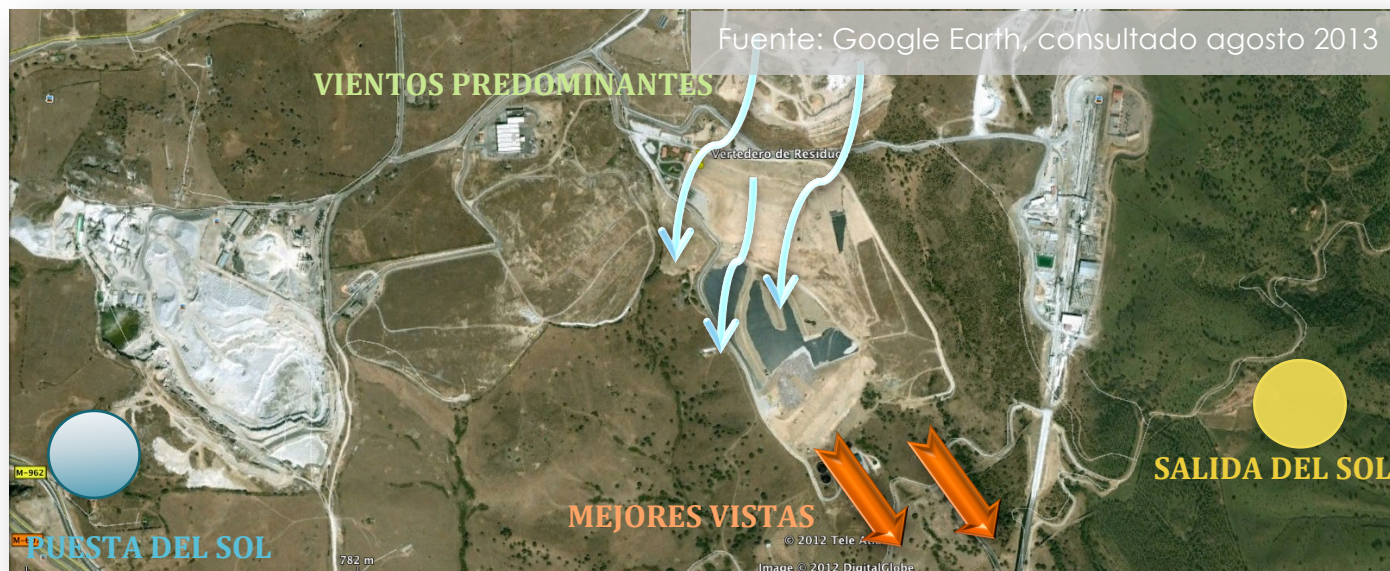 Fuente: Google Earth, consultado agosto 2013
VIENTOS PREDOMINANTES
Vertedero de Residuo
SALIDA DEL SOL
M-962
MEJORES VISTAS
PUESTA DEL SOL
© 2012 Tele
782 m
Image © 2012 DigitalGlobe